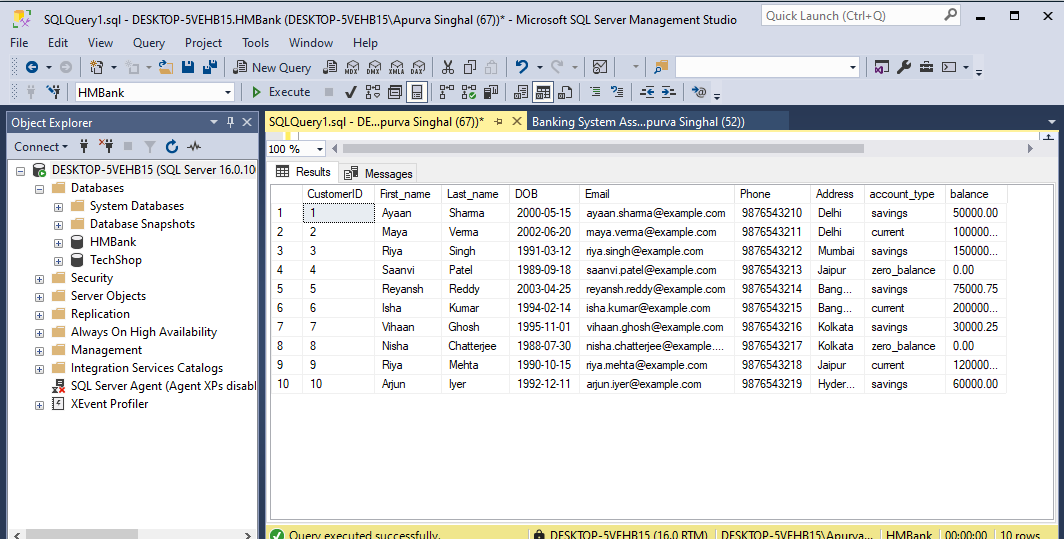 SQLQuery1.sql - DESKTOP-5VEHB15.HMBank (DESKTOP-5VEHB15\Apurva Singhal (67))* - Microsoft SQL Server Management Studio
Quick Launch (Ctrl+Q)
File Edit View Query Project Tools Window Help
New Query MDX DMX XMLA DAX
HMBank Execute
Object Explorer
SQLQuery1.sql - DE...purva Singhal (67))* Banking System Ass...purva Singhal (52))
Connect
100 %
Results Messages
DESKTOP-5VEHB15 (SQL Server 16.0.10
Databases
System Databases
Database Snapshots
HMBank
TechShop
Security
Server Objects
Replication
Always On High Availability
Management
Integration Services Catalogs
SQL Server Agent (Agent XPs disabl
XEvent Profiler
CustomerID First_name Last_name DOB Email Phone Address account_type balance
1 1 Ayaan Sharma 2000-05-15 ayaan.sharma@example.com 9876543210 Delhi savings 50000.00
2 2 Maya Verma 2002-06-20 maya.verma@example.com 9876543211 Delhi current 100000...
3 3 Riya Singh 1991-03-12 riya.singh@example.com 9876543212 Mumbai savings 150000...
4 4 Saanvi Patel 1989-09-18 saanvi.patel@example.com 9876543213 Jaipur zero_balance 0.00
5 5 Reyansh Reddy 2003-04-25 reyansh.reddy@example.com 9876543214 Bang... savings 75000.75
6 6 Isha Kumar 1994-02-14 isha.kumar@example.com 9876543215 Bang... current 200000...
7 7 Vihaan Ghosh 1995-11-01 vihaan.ghosh@example.com 9876543216 Kolkata savings 30000.25
8 8 Nisha Chatterjee 1988-07-30 nisha.chatterjee@example.... 9876543217 Kolkata zero_balance 0.00
9 9 Riya Mehta 1990-10-15 riya.mehta@example.com 9876543218 Jaipur current 120000...
10 10 Arjun Iyer 1992-12-11 arjun.iyer@example.com 9876543219 Hyder... savings 60000.00
Query executed successfully. DESKTOP-5VEHB15 (16.0 RTM) DESKTOP-5VEHB15\Apurva... HMBank 00:00:00 10 rows